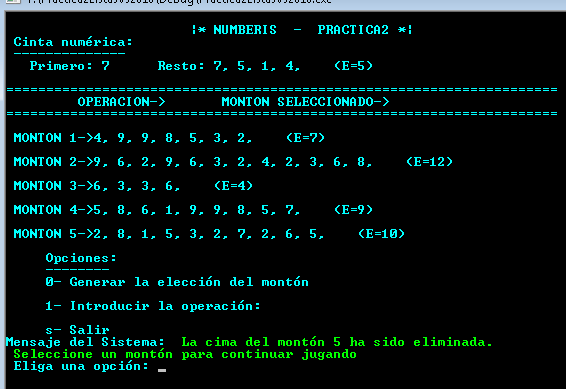 |* NUMBERIS - PRACTICA2 *|
Cinta numérica:
Primero: 7 Resto: 7, 5, 1, 4, (E=5)
OPERACION-> MONTON SELECCIONADO->
MONTON 1->4, 9, 9, 8, 5, 3, 2, (E=7)
MONTON 2->9, 6, 2, 9, 6, 3, 2, 4, 2, 3, 6, 8, (E=12)
MONTON 3->6, 3, 3, 6, (E=4)
MONTON 4->5, 8, 6, 1, 9, 9, 8, 5, 7, (E=9)
MONTON 5->2, 8, 1, 5, 3, 2, 7, 2, 6, 5, (E=10)
Opciones:
0- Generar la elección del montón
1- Introducir la operación:
s- Salir
Mensaje del Sistema: La cima del montón 5 ha sido eliminada.
Seleccione un montón para continuar jugando
Eliga una opción: _